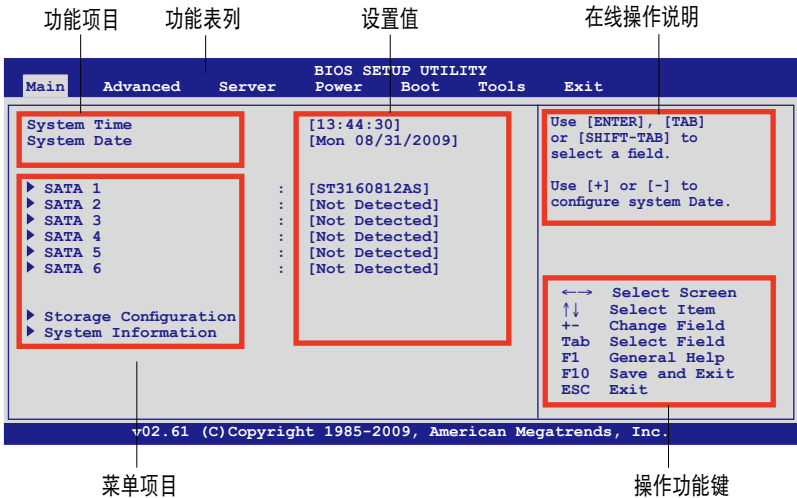 功能项目 功能表列 设置值 在线操作说明
BIOS SETUP UTILITY
Main Advanced Server Power Boot Tools Exit
System Time [13:44:30]
System Date [Mon 08/31/2009]
SATA 1 : [ST3160812AS]
SATA 2 : [Not Detected]
SATA 3 : [Not Detected]
SATA 4 : [Not Detected]
SATA 5 : [Not Detected]
SATA 6 : [Not Detected]
Storage Configuration
System Information
Use [ENTER], [TAB]
or [SHIFT-TAB] to
select a field.
Use [+] or [-] to
configure system Date.
←→ Select Screen
↑↓ Select Item
+- Change Field
Tab Select Field
F1 General Help
F10 Save and Exit
ESC Exit
v02.61 (C)Copyright 1985-2009, American Megatrends, Inc.
菜单项目 操作功能键